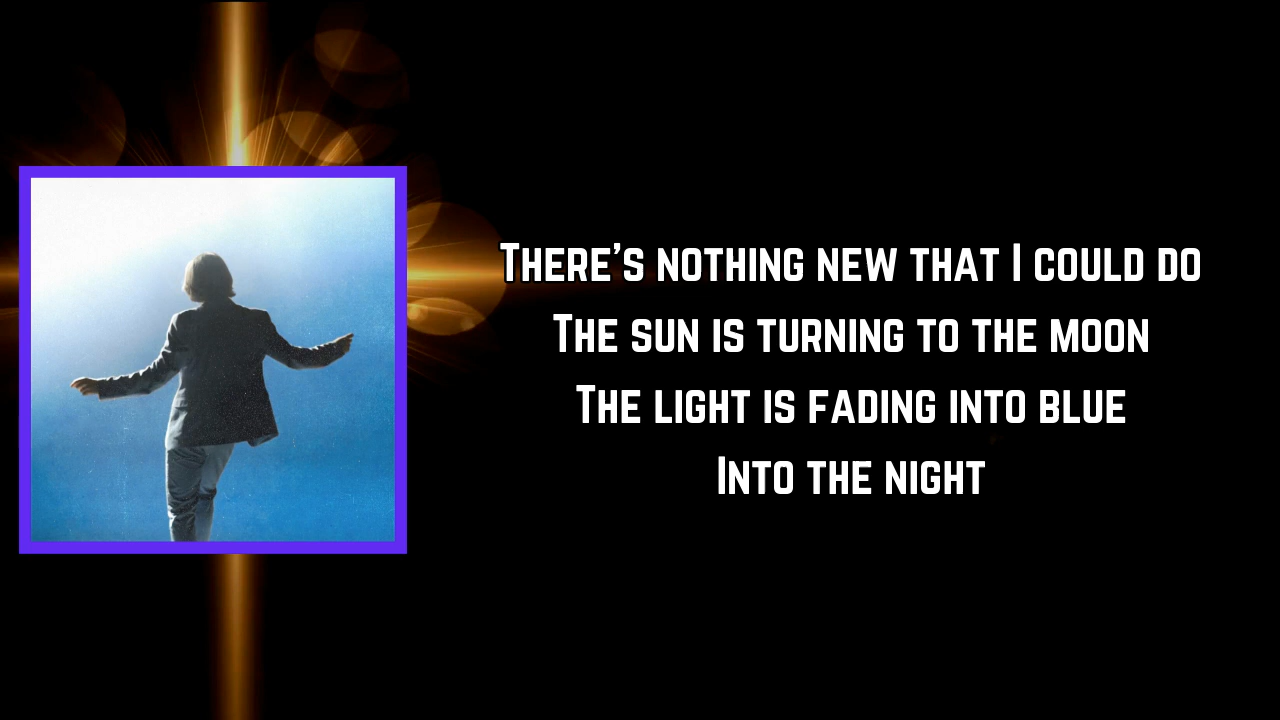 There's nothing new that I could do
The sun is turning to the moon
The light is fading into blue
Into the night